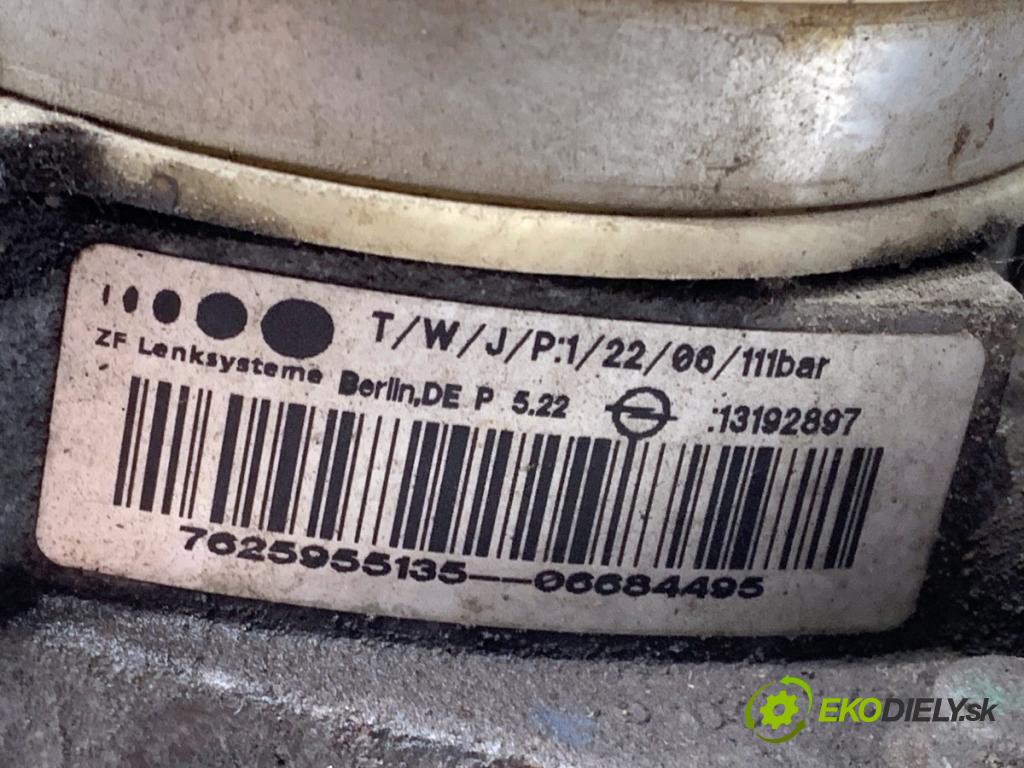 T/W/J/P:1/22/06/111bar
ZF Lenksysteme Berlin,DE P 5.22 :13192897
7625955135--06684495
EKODIELY.sk